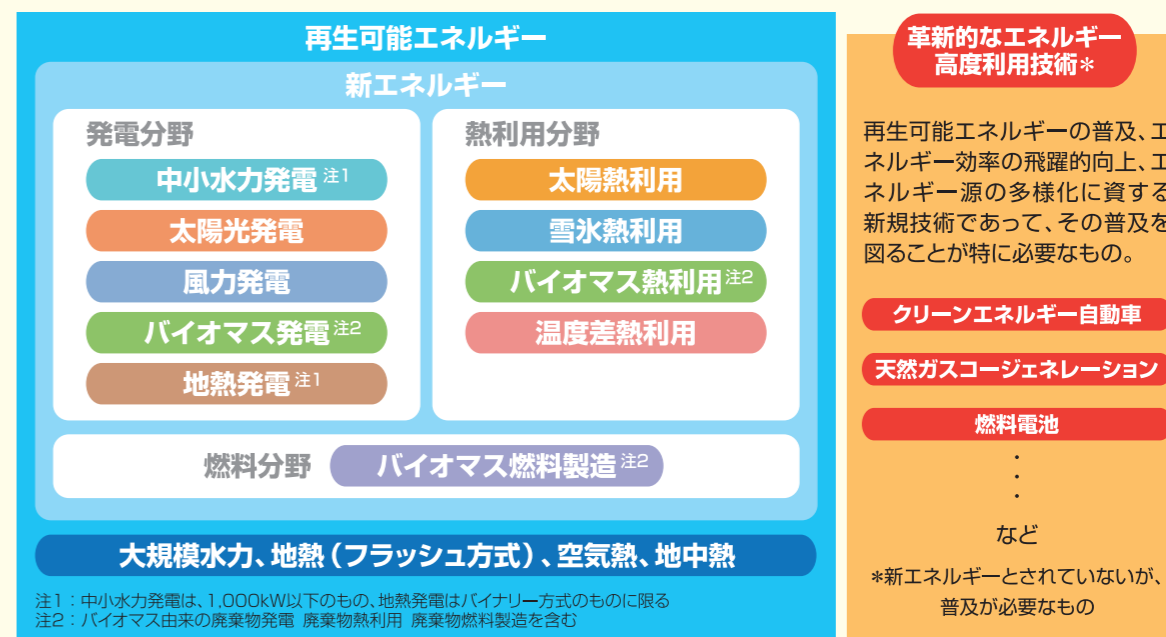 再生可能エネルギー
新エネルギー
発電分野
中小水力発電 注1
太陽光発電
風力発電
バイオマス発電 注2
地熱発電 注1
熱利用分野
太陽熱利用
雪氷熱利用
バイオマス熱利用 注2
温度差熱利用
燃料分野
バイオマス燃料製造 注2
大規模水力、地熱（フラッシュ方式）、空気熱、地中熱
注1：中小水力発電は、1,000kW以下のもの、地熱発電はバイナリー方式のものに限る
注2：バイオマス由来の廃棄物発電 廃棄物熱利用 廃棄物燃料製造を含む
革新的なエネルギー
高度利用技術＊
再生可能エネルギーの普及、エ
ネルギー効率の飛躍的向上、エ
ネルギー源の多様化に資する
新規技術であって、その普及を
図ることが特に必要なもの。
クリーンエネルギー自動車
天然ガスコージェネレーション
燃料電池
・
・
・
など
＊新エネルギーとされていないが、
普及が必要なもの